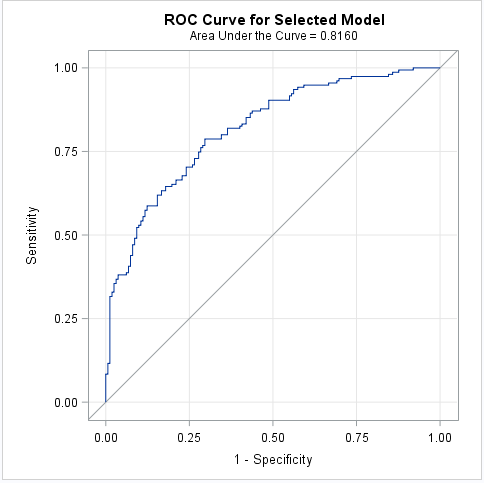 ROC Curve for Selected Model
Area Under the Curve = 0.8160
1.00
0.75
0.50
0.25
0.00
Sensitivity
0.00 0.25 0.50 0.75 1.00
1 - Specificity